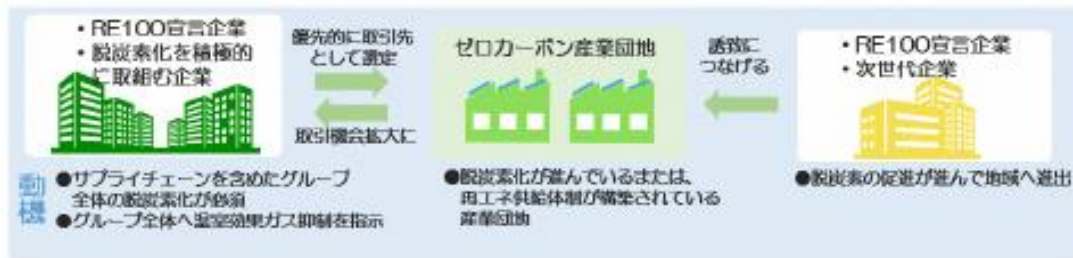 ・RE100宣言企業
・脱炭素化を積極的
に取組む企業
優先的に取引先
として選定
取引機会拡大に
ゼロカーボン産業団地
誘致に
つなげる
・RE100宣言企業
・次世代企業
動機
●サプライチェーンを含めたグループ
全体の脱炭素化が必須
●グループ全体へ温室効果ガス抑制を指示
●脱炭素化が進んでいるまたは、
再エネ供給体制が構築されている
産業団地
●脱炭素の促進が進んで地域へ進出